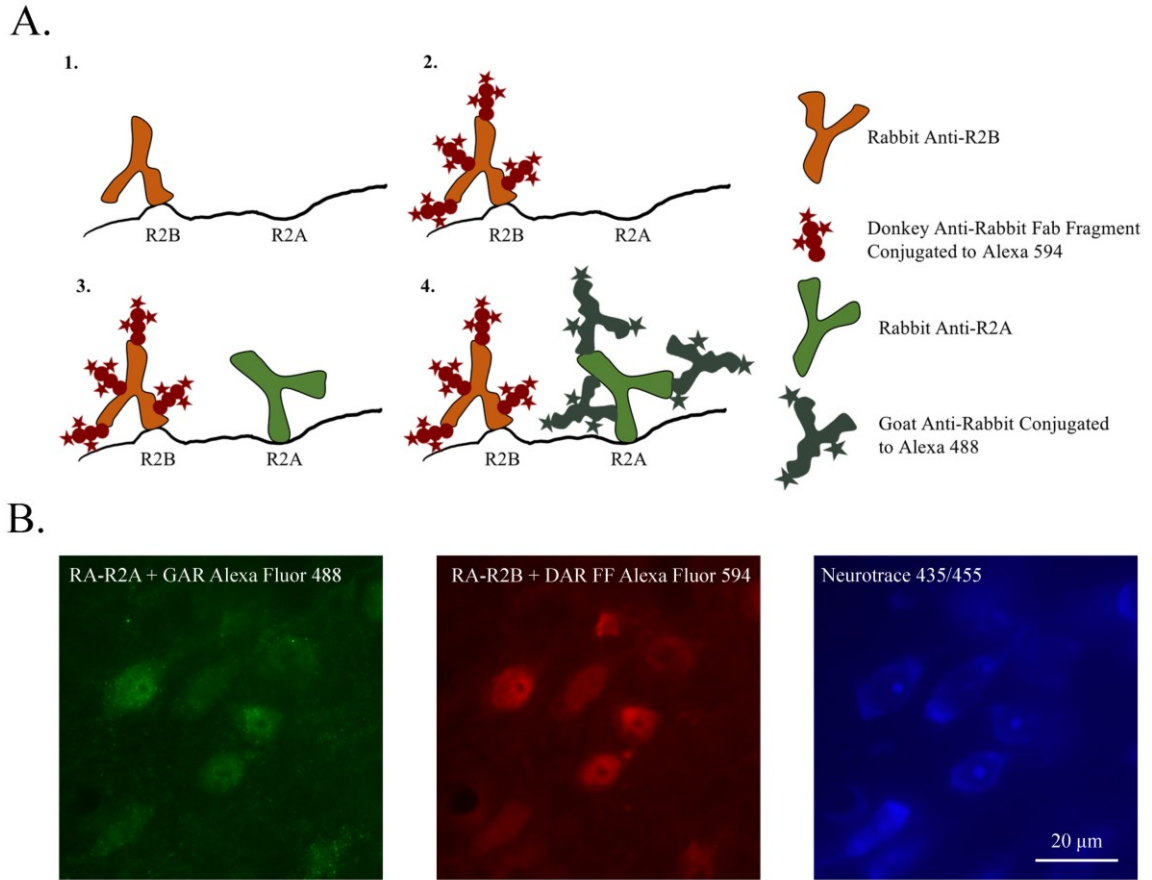 A.
1.
R2B
R2A
2.
R2B
R2A
3.
R2B
R2A
4.
R2B
R2A
Rabbit Anti-R2B
Donkey Anti-Rabbit Fab Fragment
Conjugated to Alexa 594
Rabbit Anti-R2A
Goat Anti-Rabbit Conjugated
to Alexa 488
B.
RA-R2A + GAR Alexa Fluor 488
RA-R2B + DAR FF Alexa Fluor 594
Neurotrace 435/455
20 μm